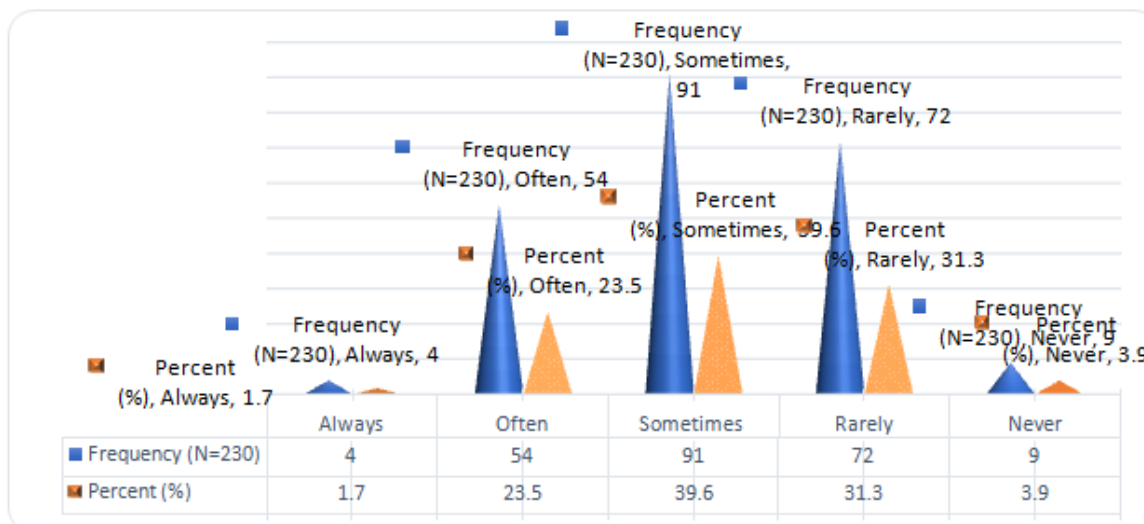 Frequency
(N=230), Sometimes,
91
Frequency
(N=230), Rarely, 72
Frequency
(N=230), Often, 54
Percent
(%), Sometimes, 39.6
Percent
(%), Rarely, 31.3
Percent
(%), Often, 23.5
Frequency
(N=230), Never, 9
Percent
(%), Never, 3.9
Frequency
(N=230), Always, 4
Percent
(%), Always, 1.7
Always Often Sometimes Rarely Never
Frequency (N=230) 4 54 91 72 9
Percent (%) 1.7 23.5 39.6 31.3 3.9